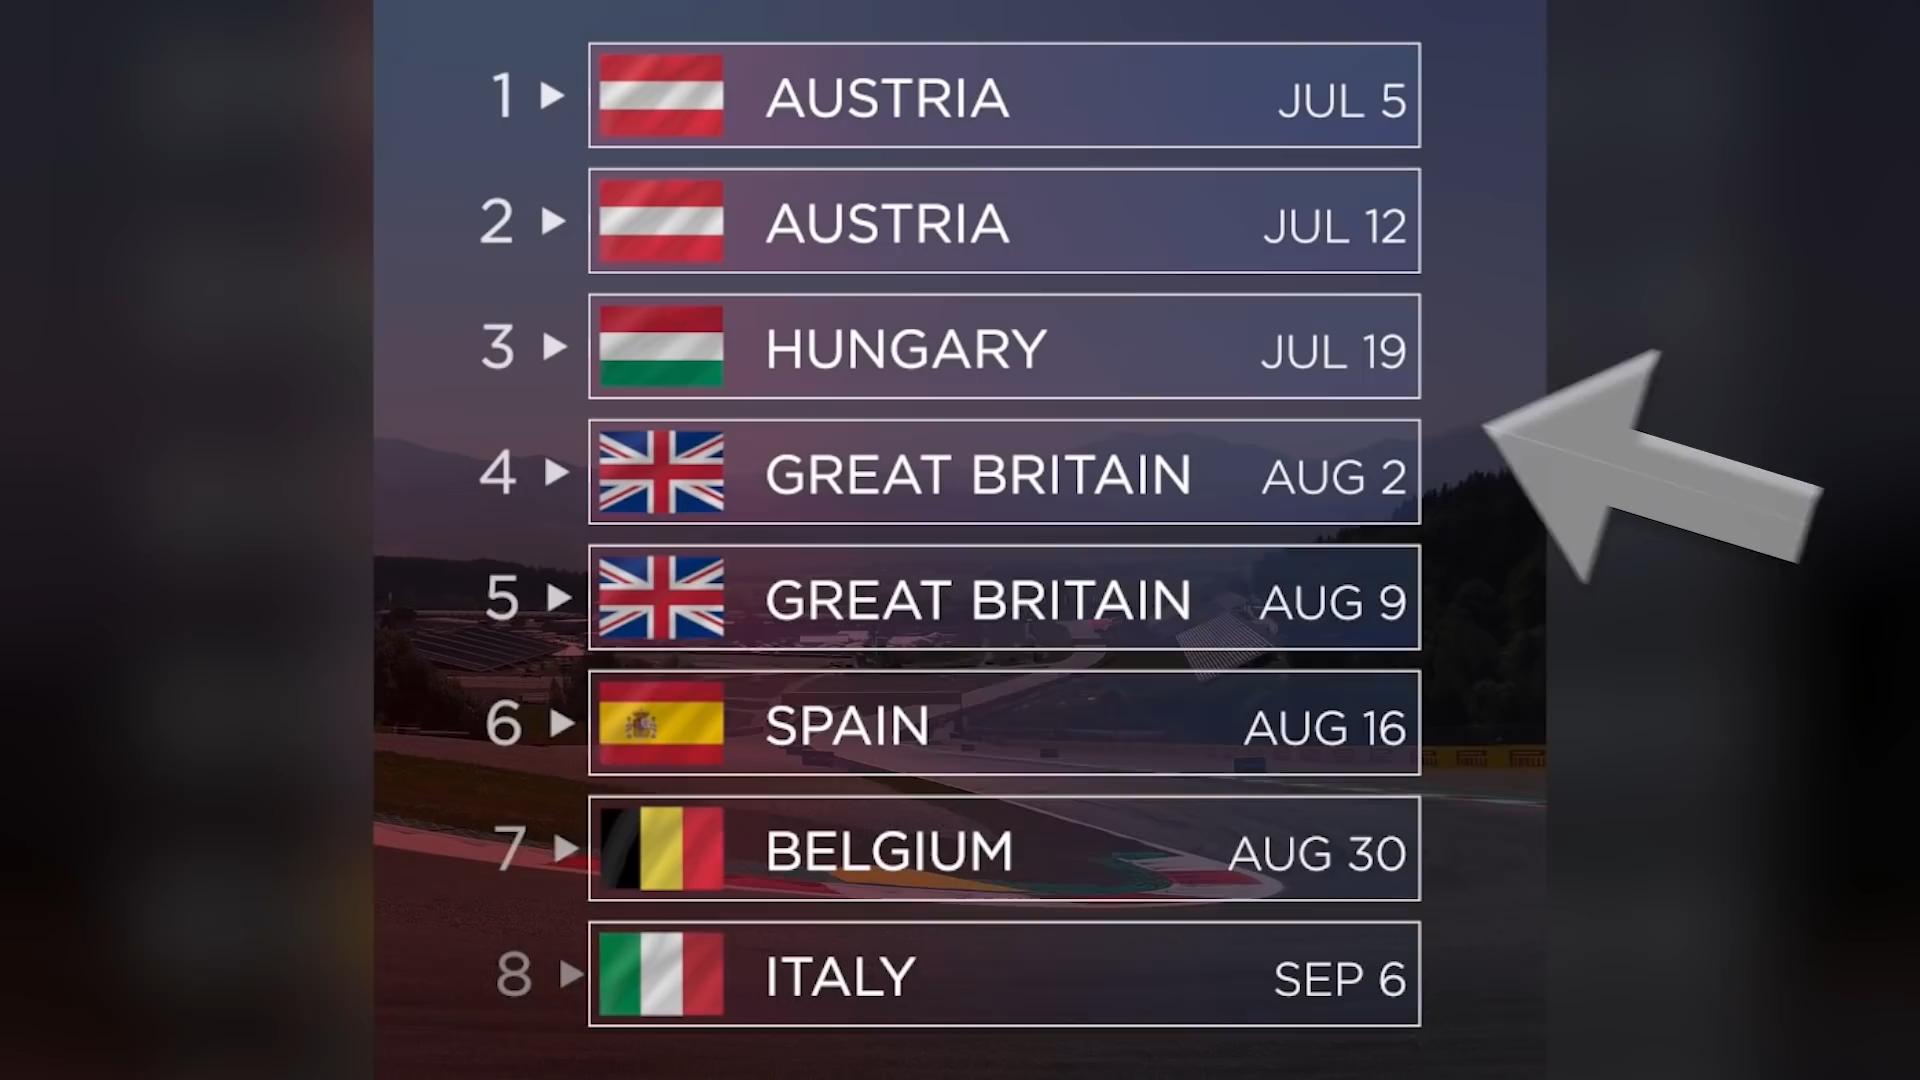 1 ▶ AUSTRIA JUL 5
2 ▶ AUSTRIA JUL 12
3 ▶ HUNGARY JUL 19
4 ▶ GREAT BRITAIN AUG 2
5 ▶ GREAT BRITAIN AUG 9
6 ▶ SPAIN AUG 16
7 ▶ BELGIUM AUG 30
8 ▶ ITALY SEP 6